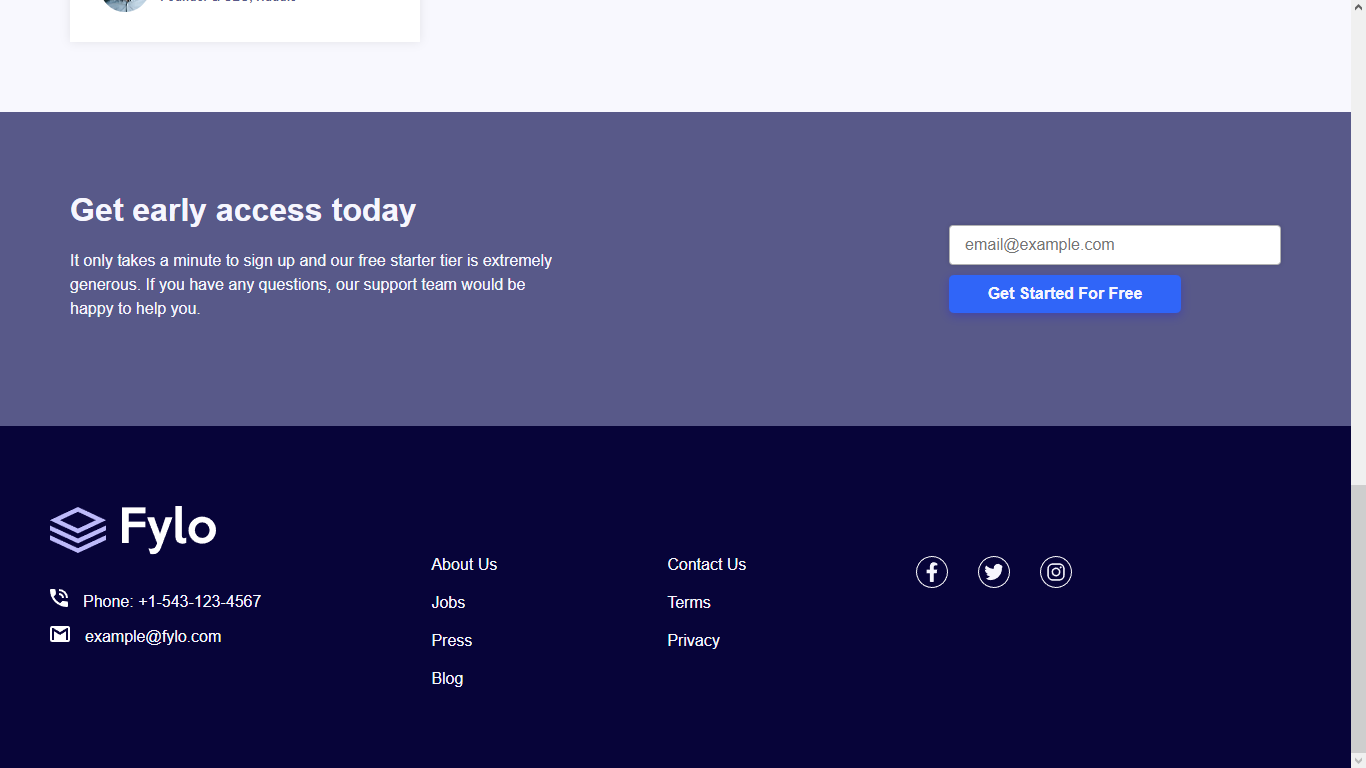 Get early access today
It only takes a minute to sign up and our free starter tier is extremely
generous. If you have any questions, our support team would be
happy to help you.
email@example.com
Get Started For Free
Fylo
Phone: +1-543-123-4567
example@fylo.com
About Us
Jobs
Press
Blog
Contact Us
Terms
Privacy